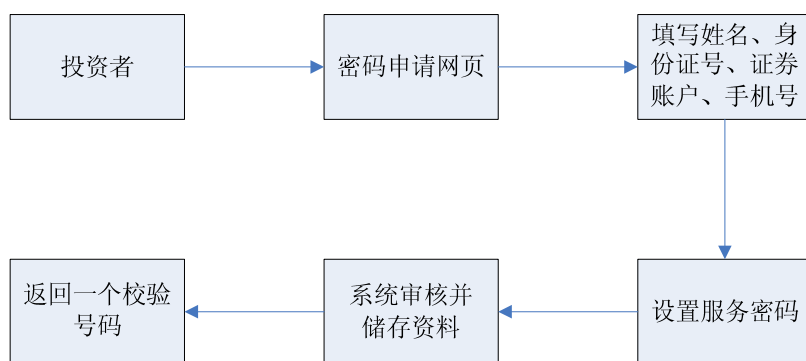 投资者
密码申请网页
填写姓名、身
份证号、证券
账户、手机号
设置服务密码
系统审核并
储存资料
返回一个校验
号码